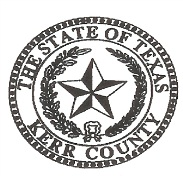 THE STATE OF TEXAS
KERR COUNTY